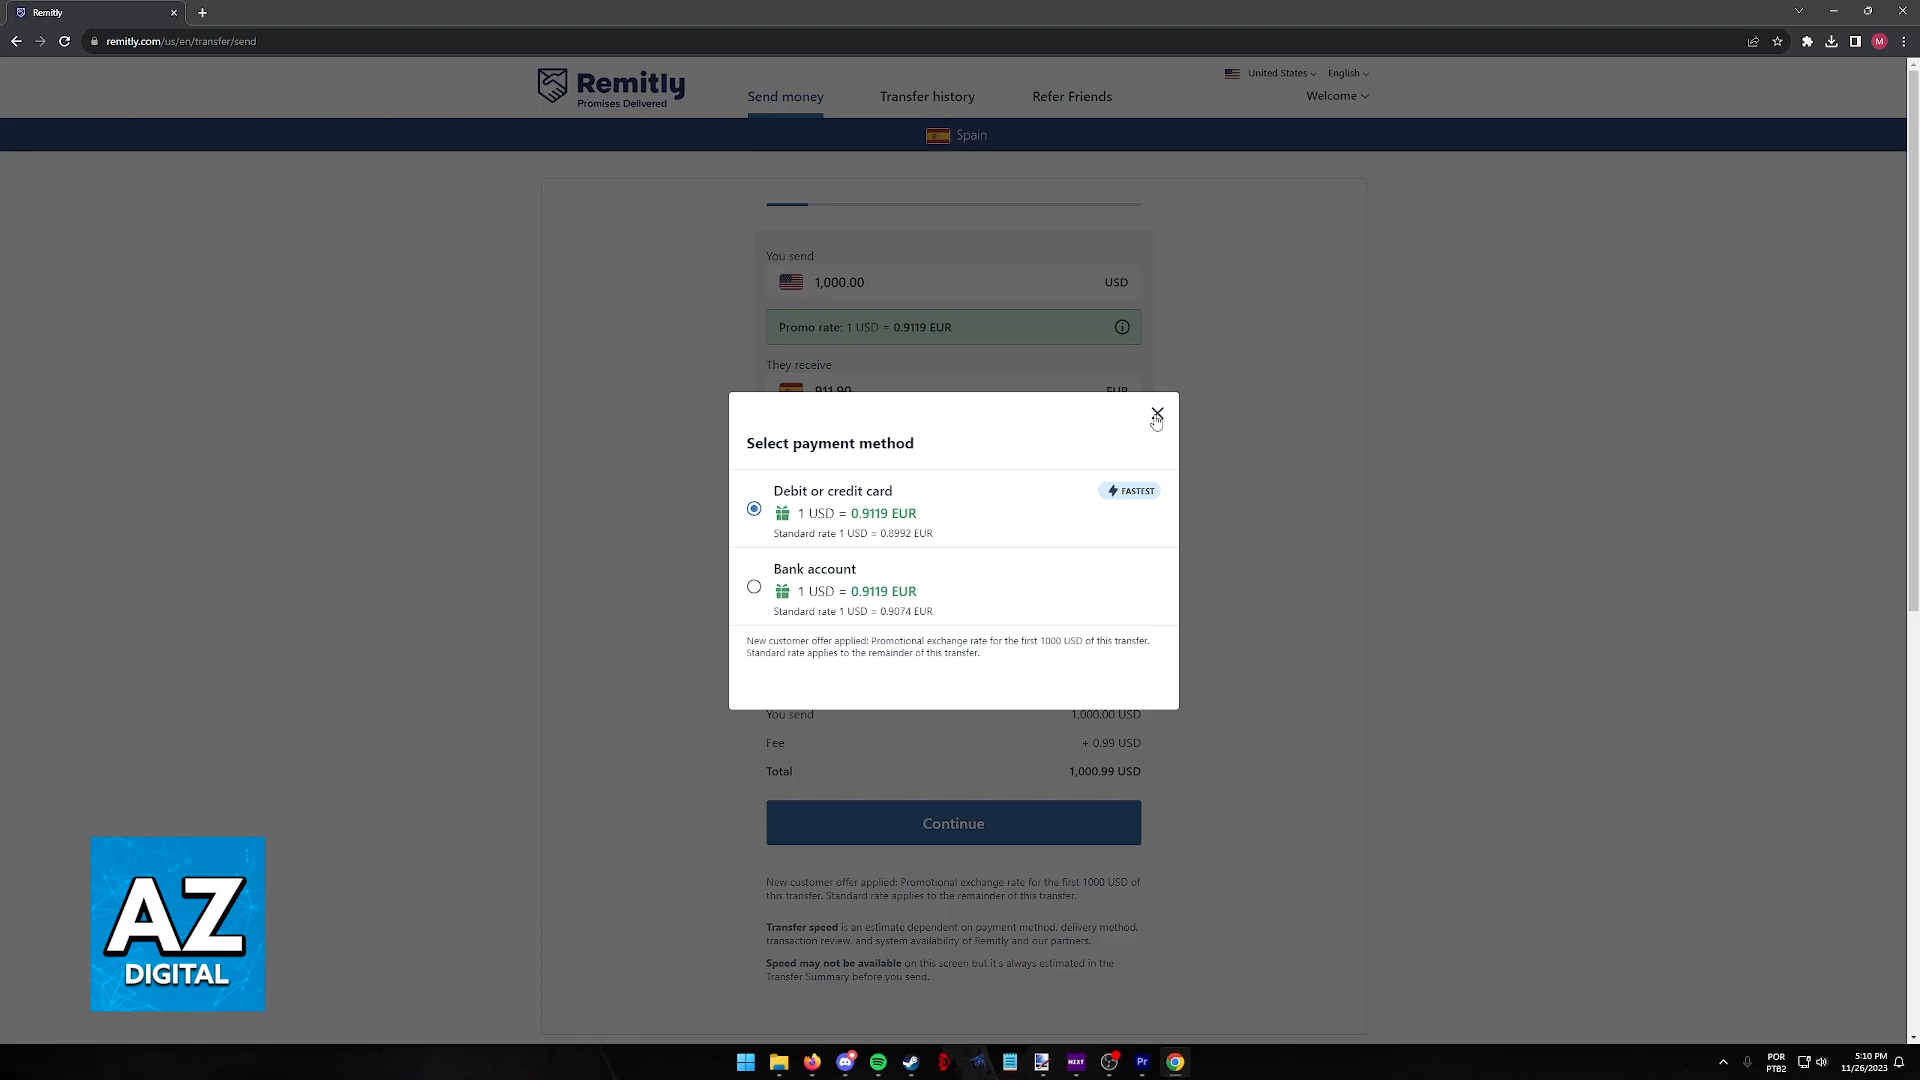 Remitly
remitly.com/us/en/transfer/send
M
Remitly
Promises Delivered
Send money
Transfer history
Refer Friends
United States
English
Welcome
Spain
You send
1,000.00
USD
Promo rate: 1 USD = 0.9119 EUR
They receive
911.90
EUR
Select payment method
Debit or credit card
FASTEST
1 USD = 0.9119 EUR
Standard rate 1 USD = 0.8992 EUR
Bank account
1 USD = 0.9119 EUR
Standard rate 1 USD = 0.9074 EUR
New customer offer applied: Promotional exchange rate for the first 1000 USD of this transfer.
Standard rate applies to the remainder of this transfer.
You send
1,000.00 USD
Fee
+ 0.99 USD
Total
1,000.99 USD
Continue
New customer offer applied: Promotional exchange rate for the first 1000 USD of
this transfer. Standard rate applies to the remainder of this transfer.
Transfer speed is an estimate dependent on payment method, delivery method,
transaction review, and system availability of Remitly and our partners.
Speed may not be available on this screen but it's always estimated in the
Transfer Summary before you send.
AZ
DIGITAL
NZXT
Pr
POR
PTB2
5:10 PM
11/26/2023